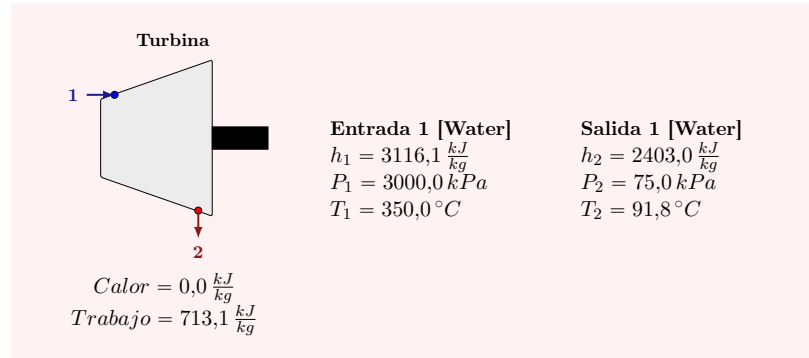 Turbina
1
2
Calor = 0,0 kJ/kg
Trabajo = 713,1 kJ/kg
Entrada 1 [Water]
h₁ = 3116,1 kJ/kg
P₁ = 3000,0 kPa
T₁ = 350,0 °C
Salida 1 [Water]
h₂ = 2403,0 kJ/kg
P₂ = 75,0 kPa
T₂ = 91,8 °C